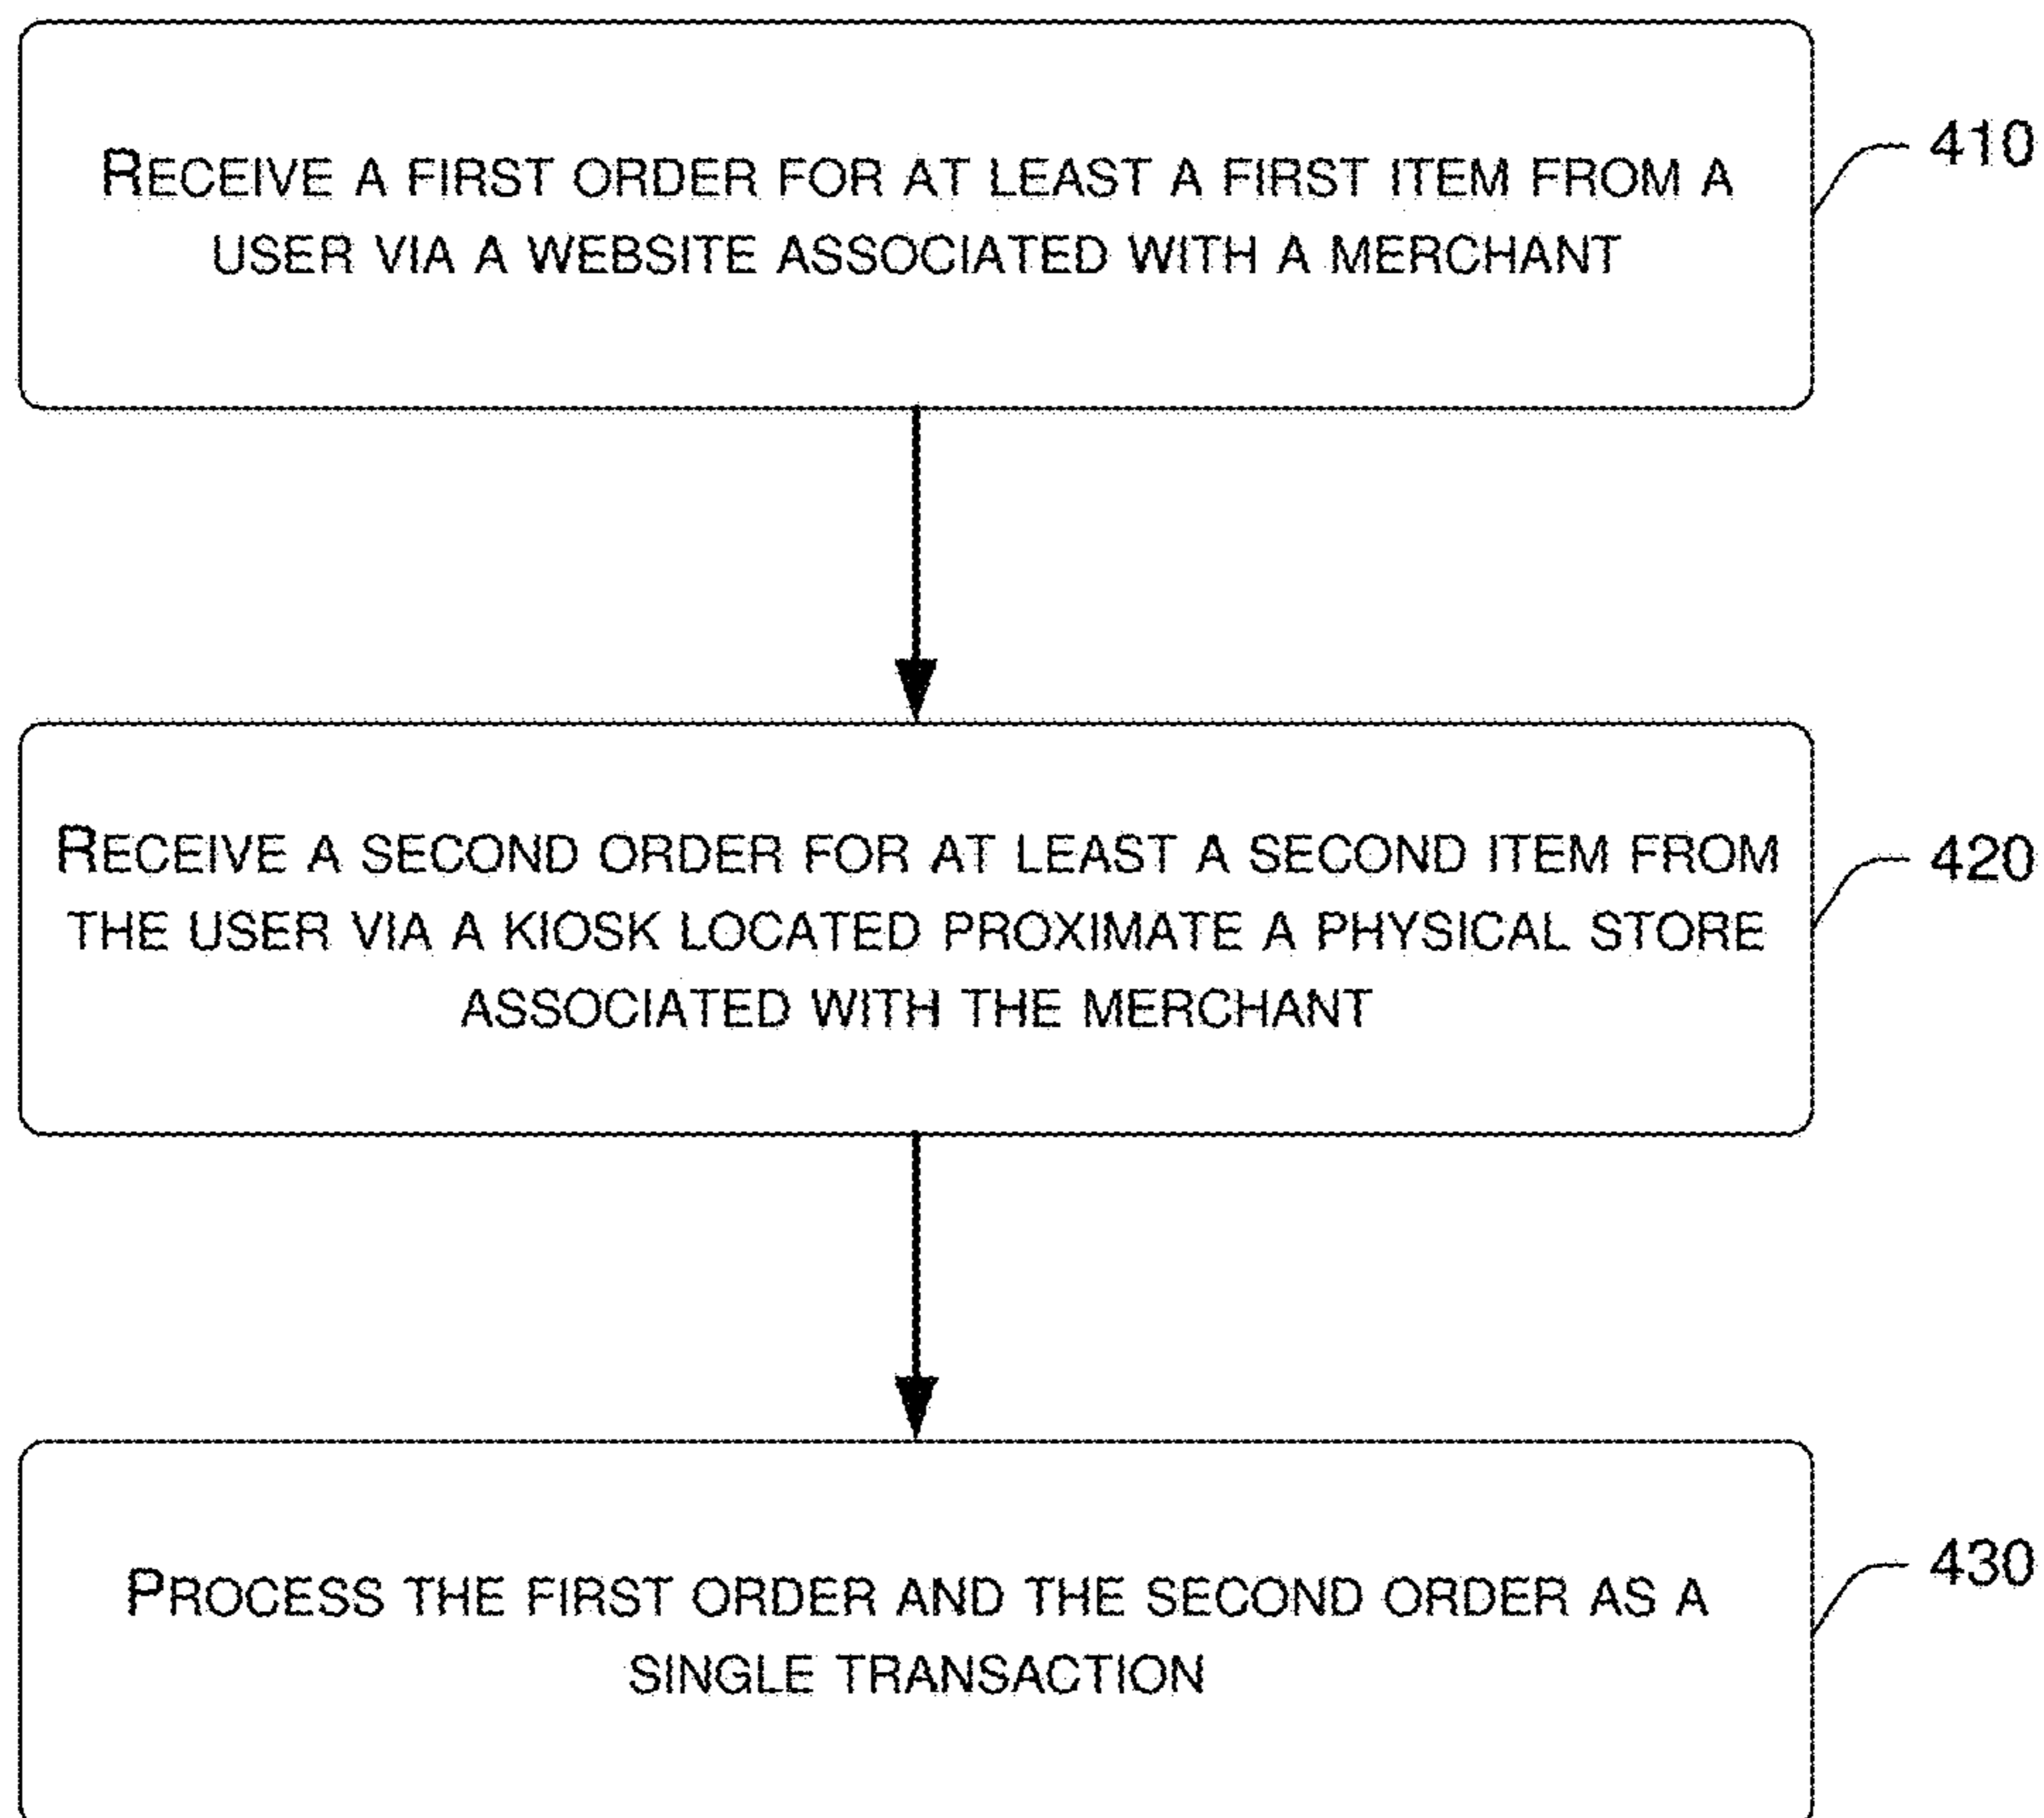 RECEIVE A FIRST ORDER FOR AT LEAST A FIRST ITEM FROM A
USER VIA A WEBSITE ASSOCIATED WITH A MERCHANT
410
RECEIVE A SECOND ORDER FOR AT LEAST A SECOND ITEM FROM
THE USER VIA A KIOSK LOCATED PROXIMATE A PHYSICAL STORE
ASSOCIATED WITH THE MERCHANT
420
PROCESS THE FIRST ORDER AND THE SECOND ORDER AS A
SINGLE TRANSACTION
430